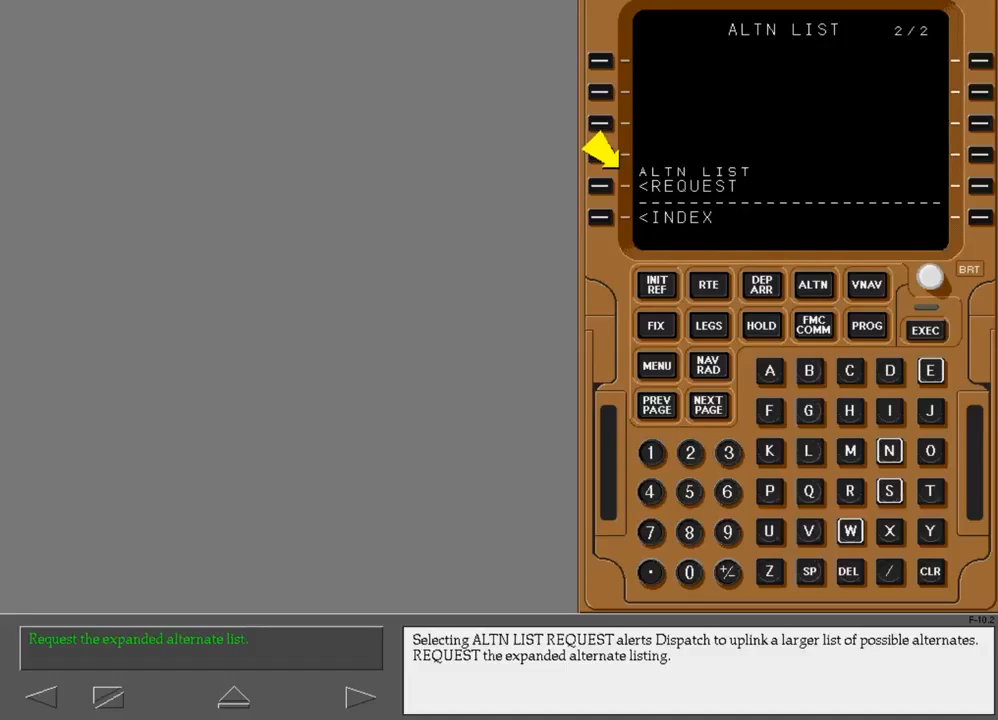 ALTN LIST 2/2
ALTN LIST
<REQUEST
------------------------
<INDEX
BRT
INIT REF
RTE
DEP ARR
ALTN
VNAV
FIX
LEGS
HOLD
FMC COMM
PROG
EXEC
MENU
NAV RAD
PREV PAGE
NEXT PAGE
A B C D E
F G H I J
K L M N O
P Q R S T
U V W X Y
Z SP DEL / CLR
1 2 3
4 5 6
7 8 9
. 0 +/-
F-10.2
Request the expanded alternate list.
Selecting ALTN LIST REQUEST alerts Dispatch to uplink a larger list of possible alternates.
REQUEST the expanded alternate listing.